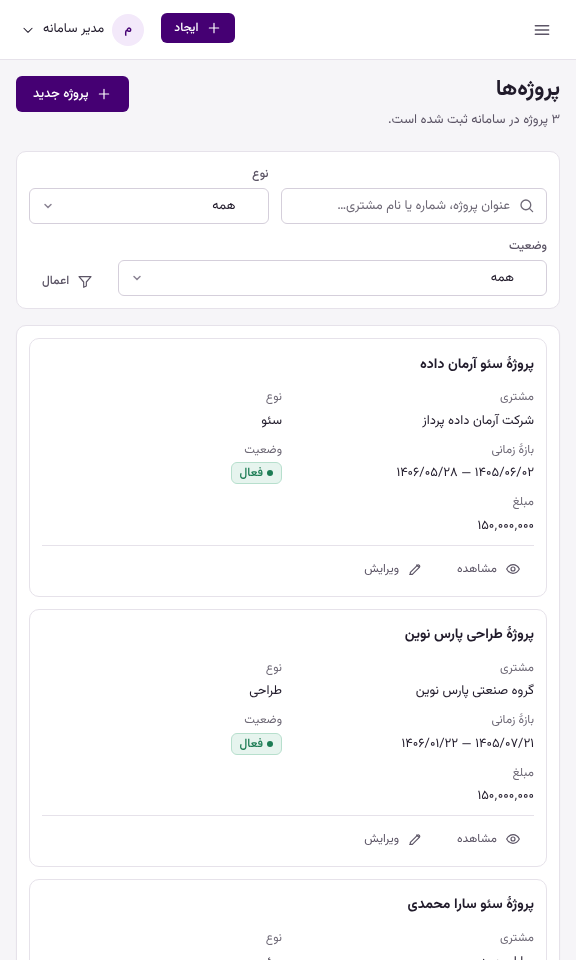 ایجاد
م
مدیر سامانه
پروژه‌ها
۳ پروژه در سامانه ثبت شده است.
پروژه جدید
نوع
عنوان پروژه، شماره یا نام مشتری...
همه
وضعیت
همه
اعمال
پروژهٔ سئو آرمان داده
مشتری
نوع
شرکت آرمان داده پرداز
سئو
بازهٔ زمانی
وضعیت
۱۴۰۵/۰۶/۰۲ — ۱۴۰۶/۰۵/۲۸
فعال
مبلغ
۱۵۰,۰۰۰,۰۰۰
مشاهده
ویرایش
پروژهٔ طراحی پارس نوین
مشتری
نوع
گروه صنعتی پارس نوین
طراحی
بازهٔ زمانی
وضعیت
۱۴۰۵/۰۷/۲۱ — ۱۴۰۶/۰۱/۲۲
فعال
مبلغ
۱۵۰,۰۰۰,۰۰۰
مشاهده
ویرایش
پروژهٔ سئو سارا محمدی
مشتری
نوع